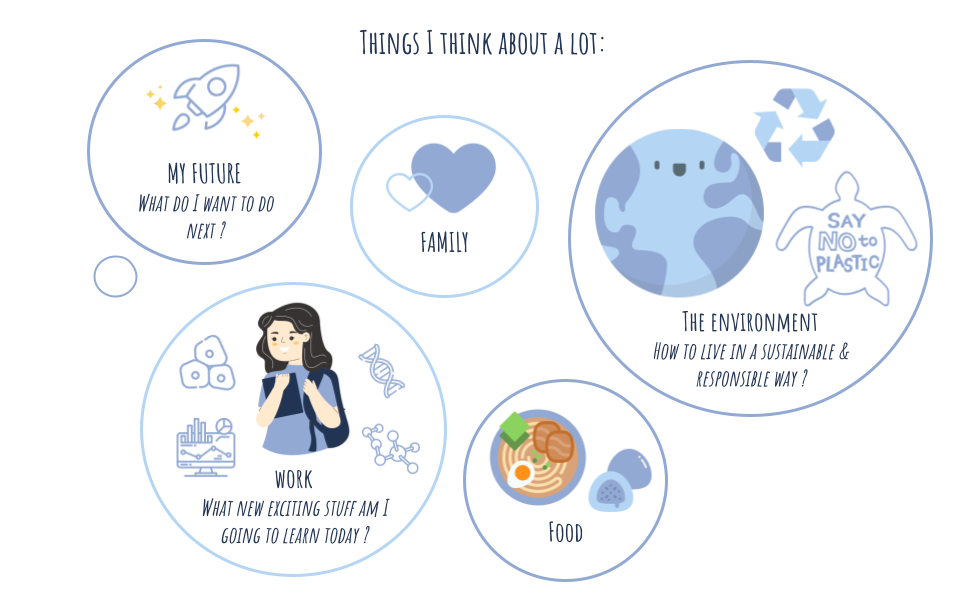 Things I think about a lot:
My future
What do I want to do
next ?
Family
SAY
NO to
PLASTIC
The environment
How to live in a sustainable &
responsible way ?
Work
What new exciting stuff am I
going to learn today ?
Food